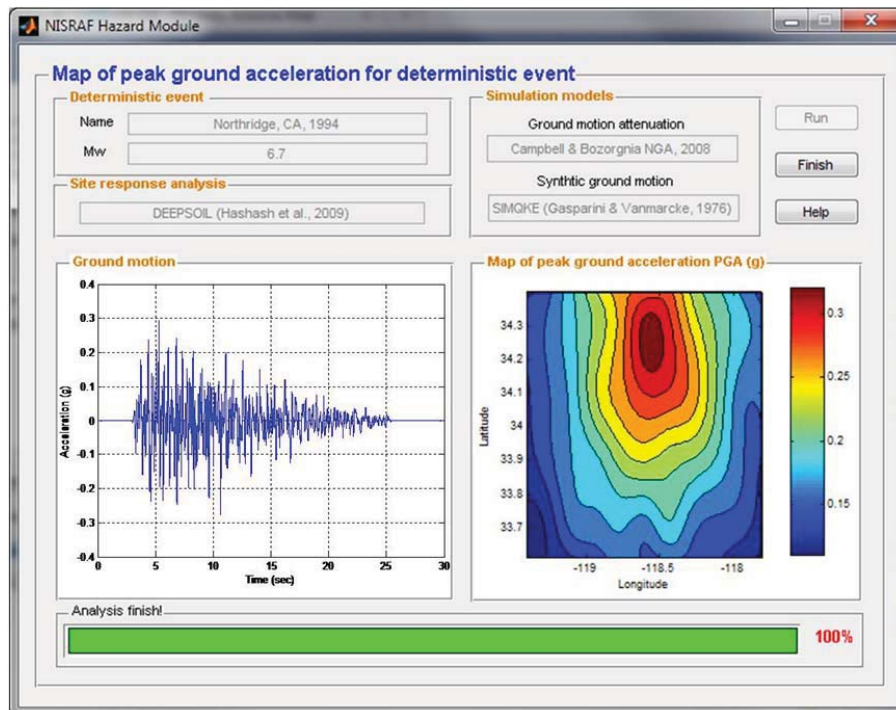 NISRAF Hazard Module
Map of peak ground acceleration for deterministic event
Deterministic event
Name
Northridge, CA, 1994
Mw
6.7
Site response analysis
DEEPSOIL (Hashash et al., 2009)
Simulation models
Ground motion attenuation
Campbell & Bozorgnia NGA, 2008
Synthtic ground motion
SIMQKE (Gasparini & Vanmarcke, 1976)
Run
Finish
Help
Ground motion
0.4
0.3
0.2
0.1
0
-0.1
-0.2
-0.3
-0.4
Acceleration (g)
0 5 10 15 20 25 30
Time (sec)
Map of peak ground acceleration PGA (g)
34.3
34.2
34.1
34
33.9
33.8
33.7
Latitude
-119 -118.5 -118
Longitude
0.3
0.25
0.2
0.15
Analysis finish!
100%